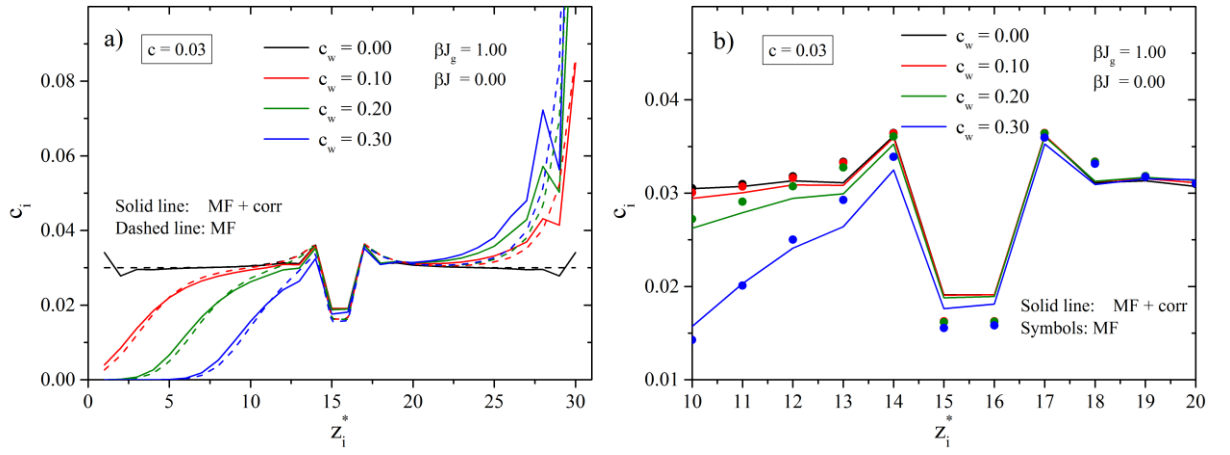 a)
c = 0.03
c_w = 0.00
c_w = 0.10
c_w = 0.20
c_w = 0.30
βJ_g = 1.00
βJ = 0.00
Solid line: MF + corr
Dashed line: MF
c_i
0.08
0.06
0.04
0.02
0.00
0 5 10 15 20 25 30
z_i^*
b)
c = 0.03
c_w = 0.00
c_w = 0.10
c_w = 0.20
c_w = 0.30
βJ_g = 1.00
βJ = 0.00
Solid line: MF + corr
Symbols: MF
c_i
0.04
0.03
0.02
0.01
10 11 12 13 14 15 16 17 18 19 20
z_i^*